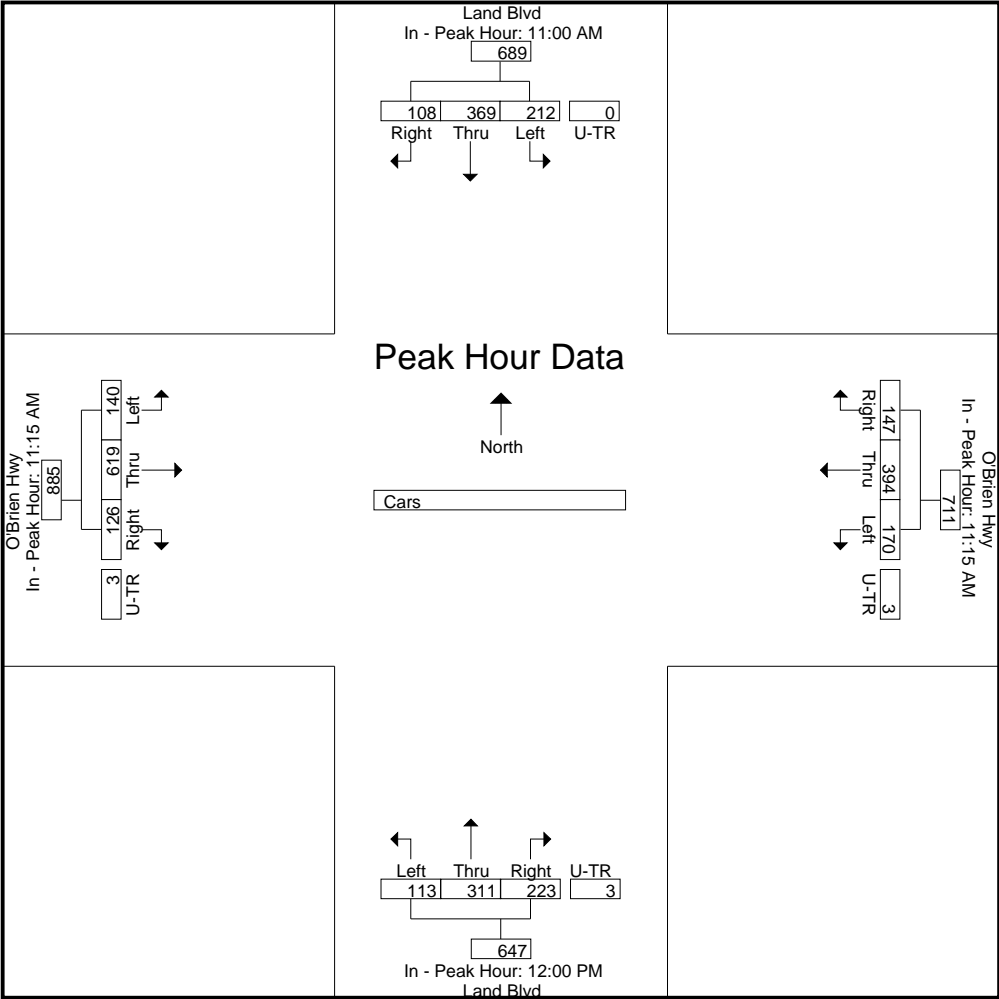 Land Blvd
In - Peak Hour: 11:00 AM
689
108 369 212 0
Right Thru Left U-TR
Peak Hour Data
North
Cars
O'Brien Hwy
In - Peak Hour: 11:15 AM
885
140 619 126 3
Left Thru Right U-TR
O'Brien Hwy
In - Peak Hour: 11:15 AM
711
147 394 170 3
Right Thru Left U-TR
Left Thru Right U-TR
113 311 223 3
647
In - Peak Hour: 12:00 PM
Land Blvd